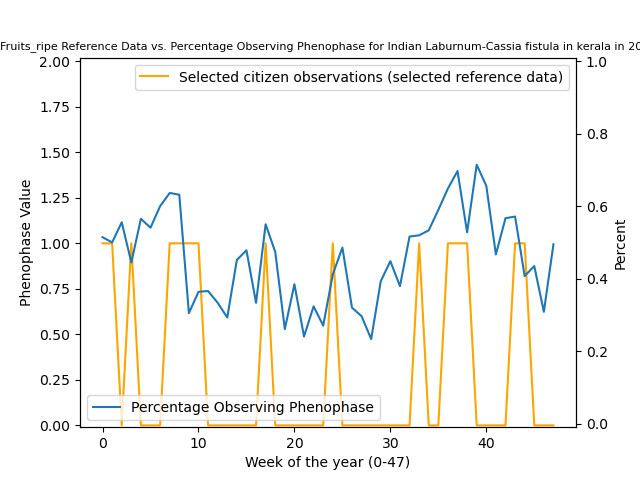 Fruits_ripe Reference Data vs. Percentage Observing Phenophase for Indian Laburnum-Cassia fistula in kerala in 20
Selected citizen observations (selected reference data)
2.00
1.75
1.50
1.25
1.00
0.75
0.50
0.25
0.00
Phenophase Value
1.0
0.8
0.6
0.4
0.2
0.0
Percent
Percentage Observing Phenophase
0 10 20 30 40
Week of the year (0-47)